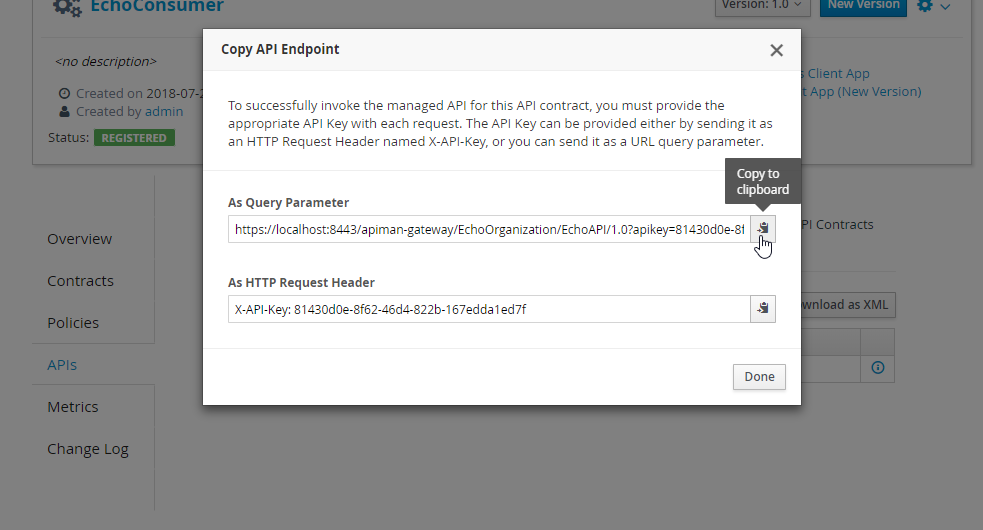 EchoConsumer
Version: 1.0
New Version
<no description>
Created on 2018-07-2
Created by admin
Status: REGISTERED
s Client App
t App (New Version)
Copy API Endpoint
To successfully invoke the managed API for this API contract, you must provide the
appropriate API Key with each request. The API Key can be provided either by sending it as
an HTTP Request Header named X-API-Key, or you can send it as a URL query parameter.
Copy to
clipboard
As Query Parameter
https://localhost:8443/apiman-gateway/EchoOrganization/EchoAPI/1.0?apikey=81430d0e-8f
As HTTP Request Header
X-API-Key: 81430d0e-8f62-46d4-822b-167edda1ed7f
Done
Overview
Contracts
Policies
APIs
Metrics
Change Log
PI Contracts
wnload as XML